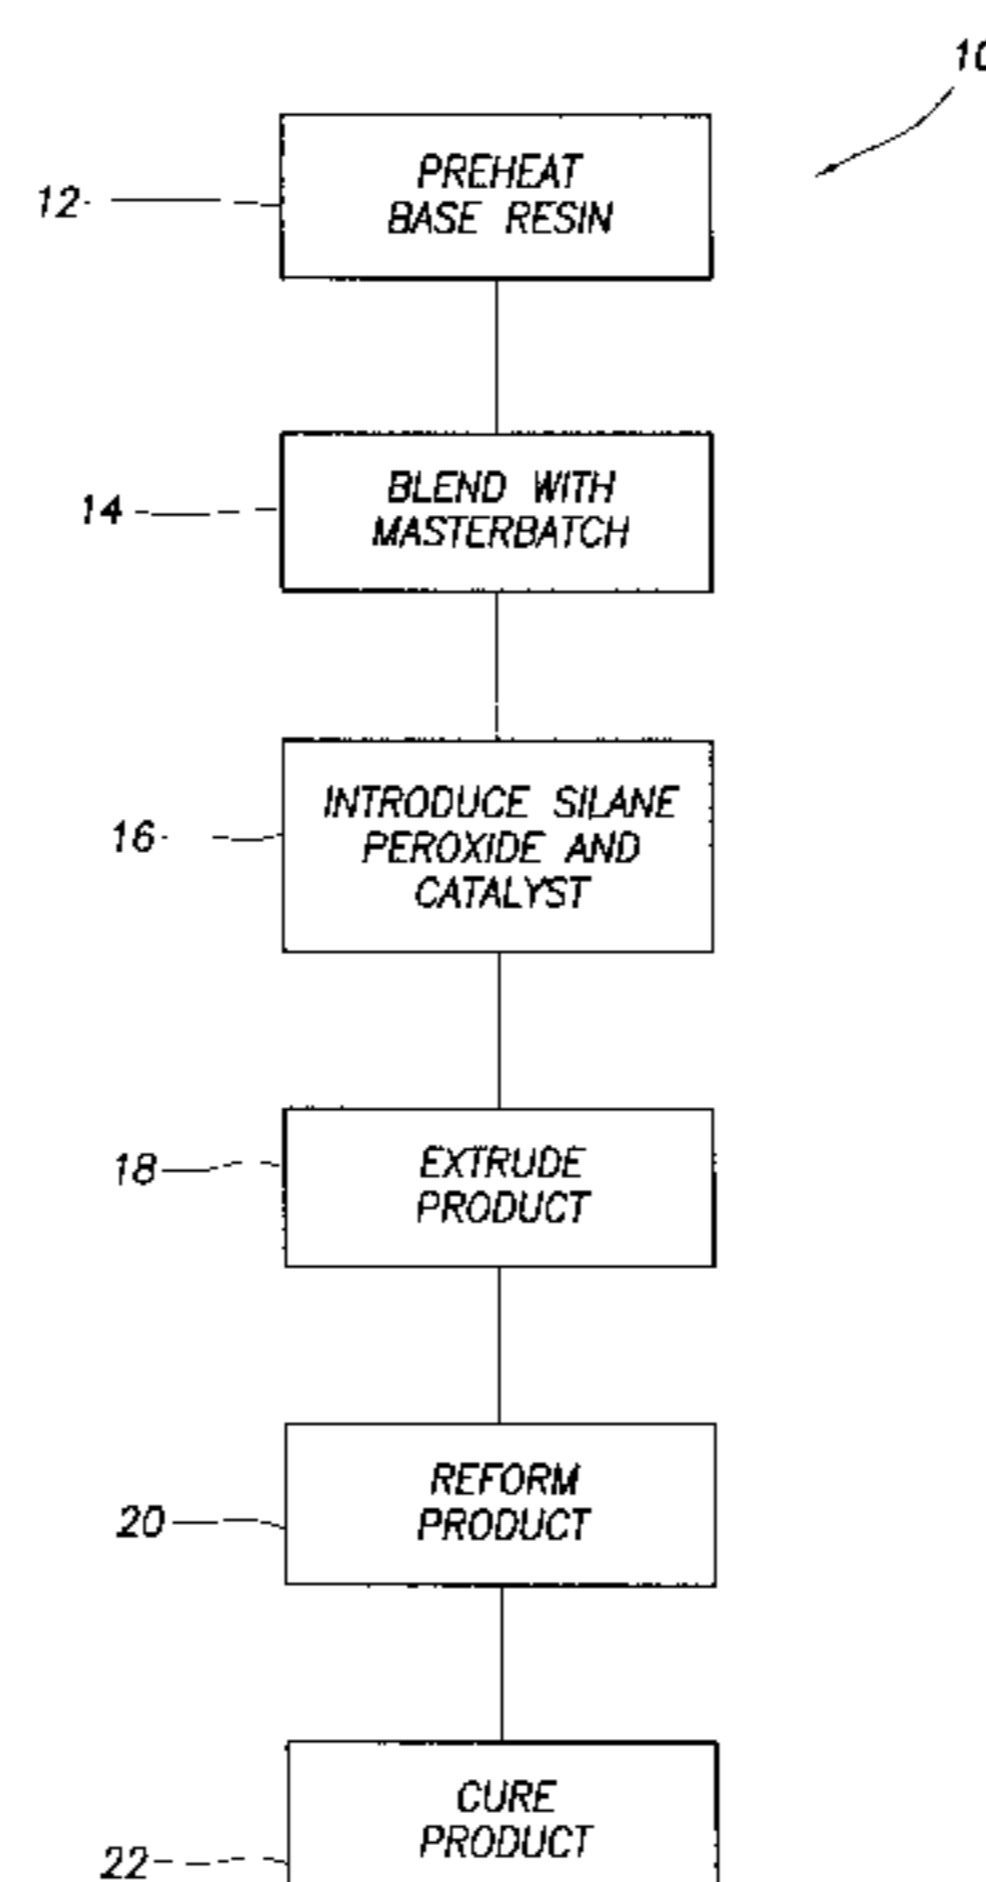 10
12
PREHEAT
BASE RESIN
14
BLEND WITH
MASTERBATCH
16
INTRODUCE SILANE
PEROXIDE AND
CATALYST
18
EXTRUDE
PRODUCT
20
REFORM
PRODUCT
22
CURE
PRODUCT